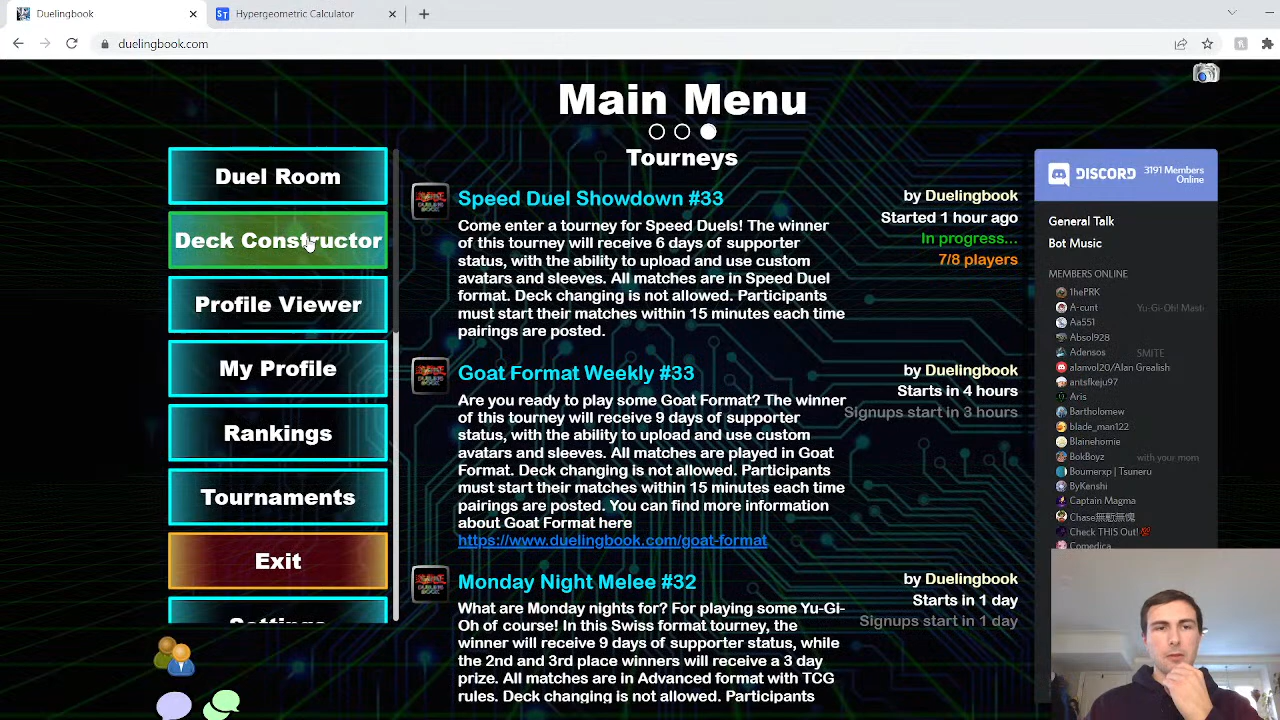 Duelingbook
Hypergeometric Calculator
duelingbook.com
Main Menu
Tourneys
Duel Room
Deck Constructor
Profile Viewer
My Profile
Rankings
Tournaments
Exit
Settings
Speed Duel Showdown #33
Come enter a tourney for Speed Duels! The winner
of this tourney will receive 6 days of supporter
status, with the ability to upload and use custom
avatars and sleeves. All matches are in Speed Duel
format. Deck changing is not allowed. Participants
must start their matches within 15 minutes each time
pairings are posted.
by Duelingbook
Started 1 hour ago
In progress...
7/8 players
Goat Format Weekly #33
Are you ready to play some Goat Format? The winner
of this tourney will receive 9 days of supporter
status, with the ability to upload and use custom
avatars and sleeves. All matches are played in Goat
Format. Deck changing is not allowed. Participants
must start their matches within 15 minutes each time
pairings are posted. You can find more information
about Goat Format here
https://www.duelingbook.com/goat-format
by Duelingbook
Starts in 4 hours
Signups start in 3 hours
Monday Night Melee #32
What are Monday nights for? For playing some Yu-Gi-
Oh of course! In this Swiss format tourney, the
winner will receive 9 days of supporter status, while
the 2nd and 3rd place winners will receive a 3 day
prize. All matches are in Advanced format with TCG
rules. Deck changing is not allowed. Participants
by Duelingbook
Starts in 1 day
Signups start in 1 day
DISCORD
3191 Members
Online
General Talk
Bot Music
MEMBERS ONLINE
1hePRK
A-cunt Yu-Gi-Oh! Mast
Aa551
Absol928
Adensos SMITE
alanvol20/Alan Grealish
antsfkeju97
Aris
Bartholomew
blade_man122
Blainehomie
BokBoyz with your mom
Boumerxp | Tsuneru
ByKenshi
Captain Magma
Check THIS Out! 💯
Comedica